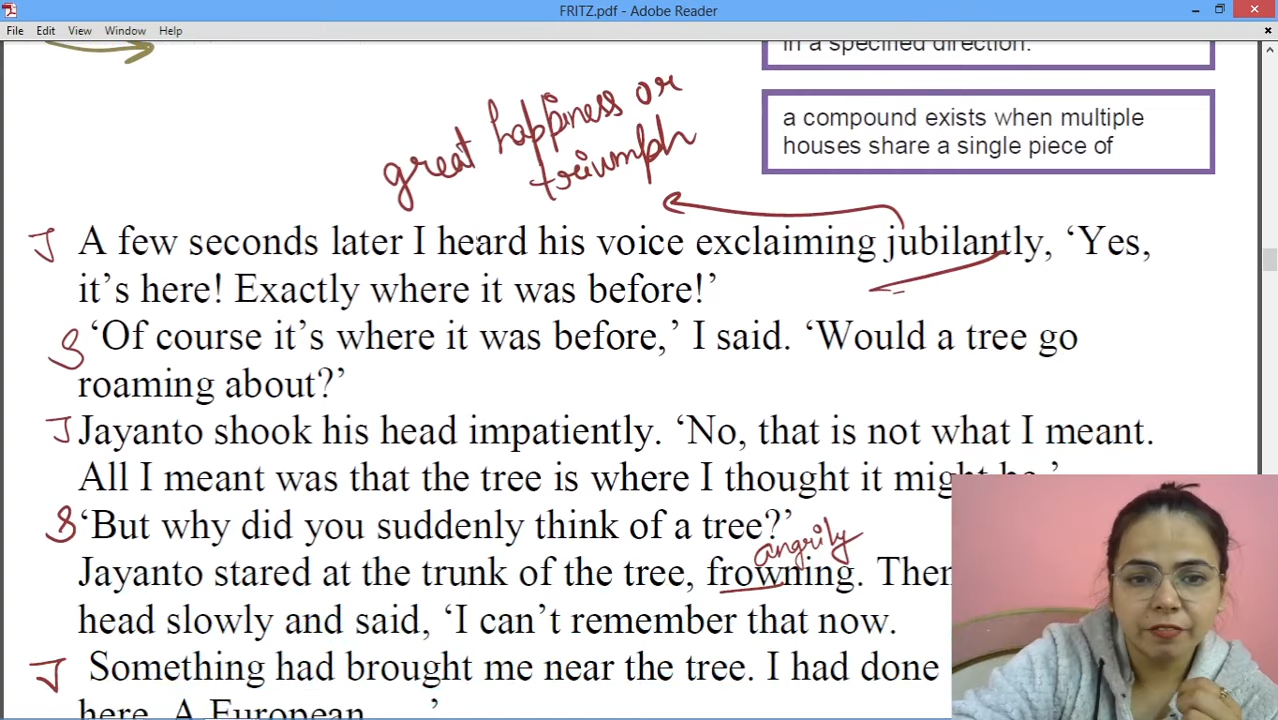 FRITZ.pdf - Adobe Reader
File Edit View Window Help
in a specified direction.
a compound exists when multiple
houses share a single piece of
great happiness or
triumph
J A few seconds later I heard his voice exclaiming jubilantly, ‘Yes,
it’s here! Exactly where it was before!’
S ‘Of course it’s where it was before,’ I said. ‘Would a tree go
roaming about?’
J Jayanto shook his head impatiently. ‘No, that is not what I meant.
All I meant was that the tree is where I thought it might be.’
S ‘But why did you suddenly think of a tree?’
angrily
Jayanto stared at the trunk of the tree, frowning. Then
head slowly and said, ‘I can’t remember that now.
J Something had brought me near the tree. I had done
here. A European......’